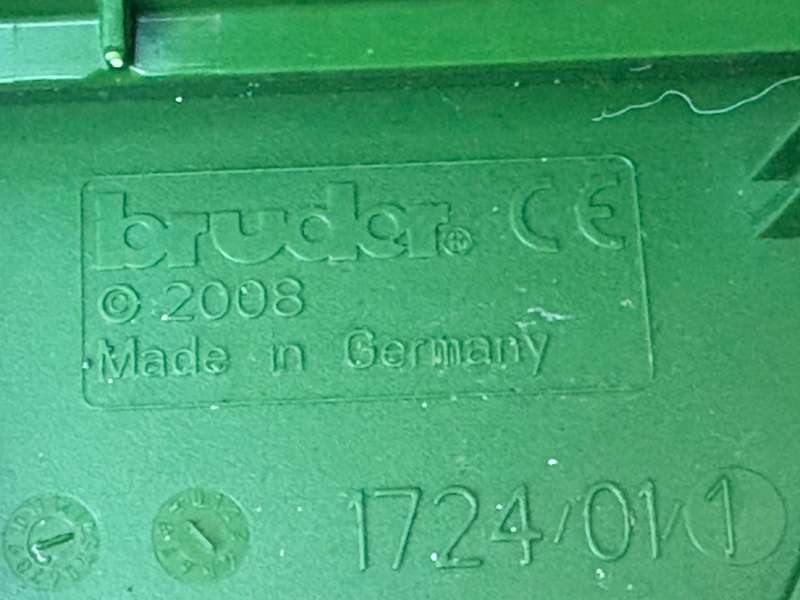 bruder® CE
© 2008
Made in Germany
1724/01/1